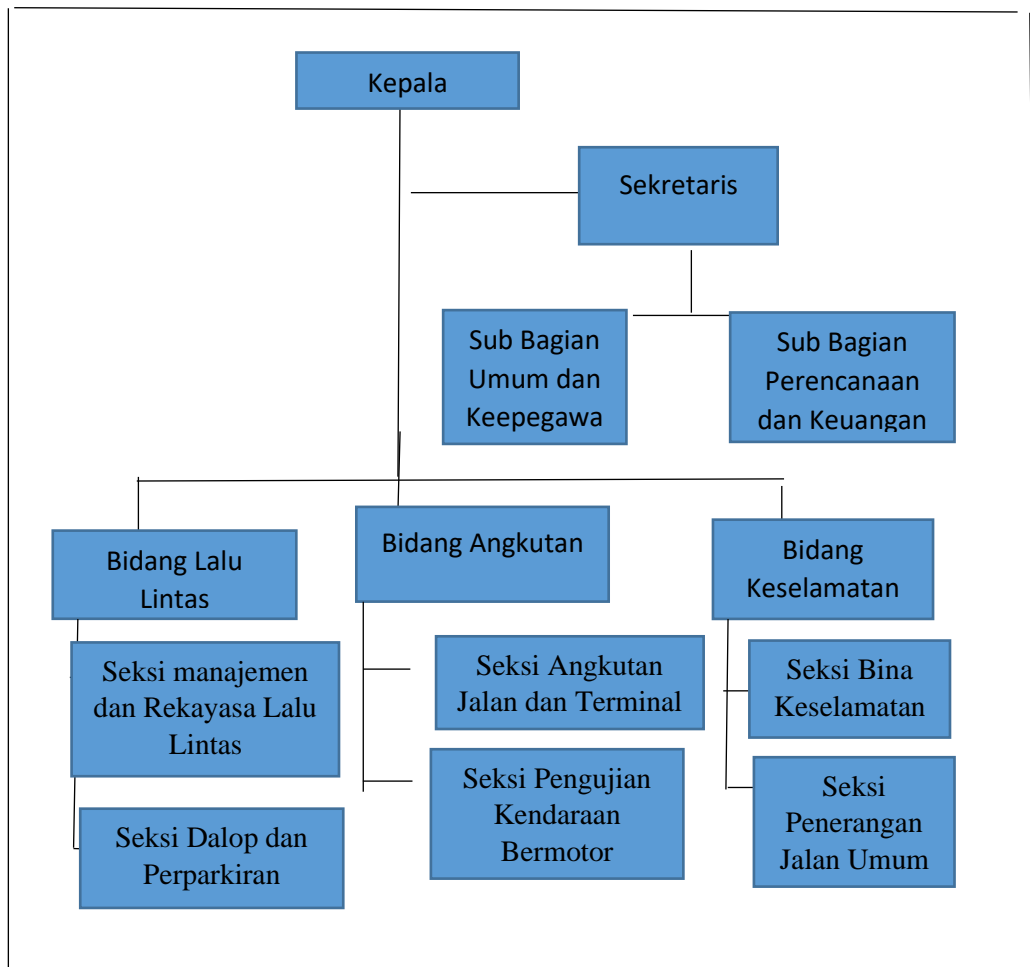 Kepala
Sekretaris
Sub Bagian
Umum dan
Keepegawa
Sub Bagian
Perencanaan
dan Keuangan
Bidang Lalu
Lintas
Bidang Angkutan
Bidang
Keselamatan
Seksi manajemen
dan Rekayasa Lalu
Lintas
Seksi Dalop dan
Perparkiran
Seksi Angkutan
Jalan dan Terminal
Seksi Pengujian
Kendaraan
Bermotor
Seksi Bina
Keselamatan
Seksi
Penerangan
Jalan Umum